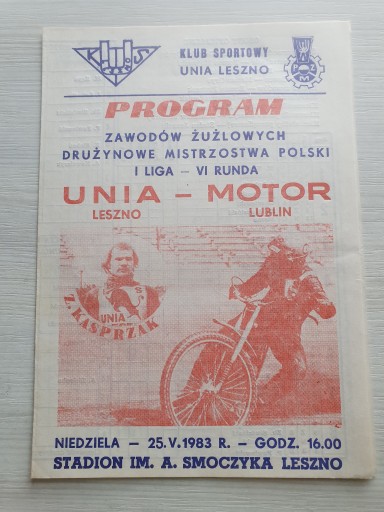 KLUB SPORTOWY
UNIA LESZNO
PROGRAM
ZAWODÓW ŻUŻLOWYCH
DRUŻYNOWE MISTRZOSTWA POLSKI
I LIGA – VI RUNDA
UNIA – MOTOR
LESZNO LUBLIN
UNIA
Z. KASPRZAK
NIEDZIELA – 25.V.1983 R. – GODZ. 16.00
STADION IM. A. SMOCZYKA LESZNO